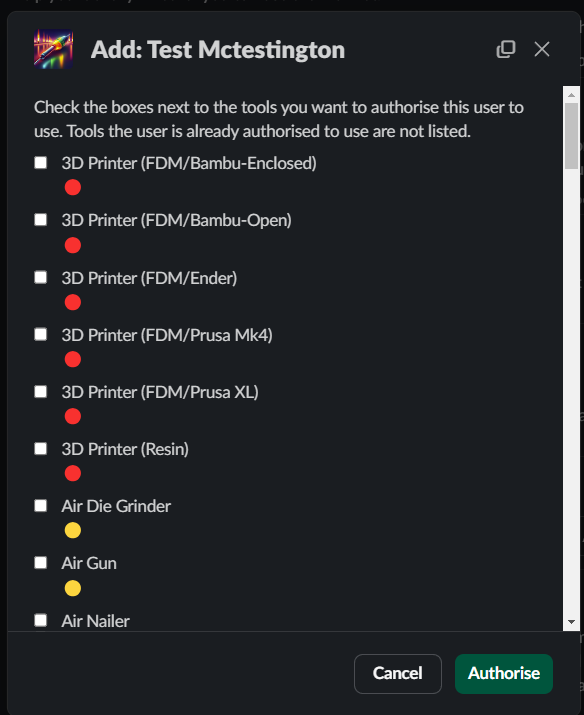 Add: Test Mctestington
Check the boxes next to the tools you want to authorise this user to
use. Tools the user is already authorised to use are not listed.
3D Printer (FDM/Bambu-Enclosed)
3D Printer (FDM/Bambu-Open)
3D Printer (FDM/Ender)
3D Printer (FDM/Prusa Mk4)
3D Printer (FDM/Prusa XL)
3D Printer (Resin)
Air Die Grinder
Air Gun
Air Nailer
Cancel
Authorise